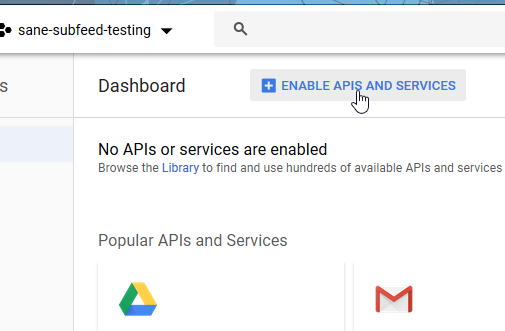 sane-subfeed-testing
s
Dashboard
ENABLE APIS AND SERVICES
No APIs or services are enabled
Browse the Library to find and use hundreds of available APIs and services
Popular APIs and Services